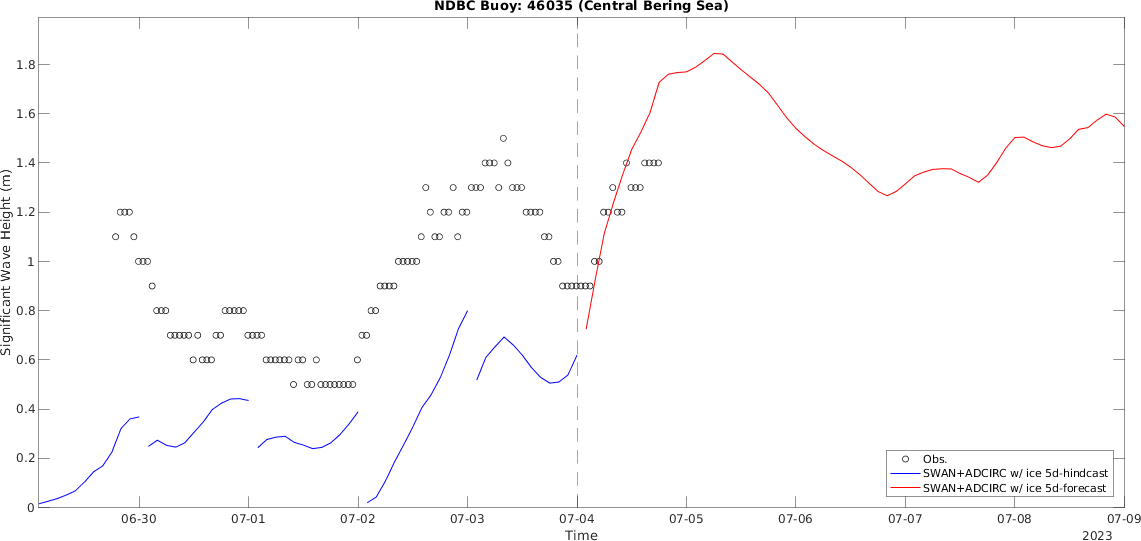 NDBC Buoy: 46035 (Central Bering Sea)
Significant Wave Height (m)
1.8
1.6
1.4
1.2
1
0.8
0.6
0.4
0.2
0
Obs.
SWAN+ADCIRC w/ ice 5d-hindcast
SWAN+ADCIRC w/ ice 5d-forecast
06-30 07-01 07-02 07-03 07-04 07-05 07-06 07-07 07-08 07-09
Time
2023